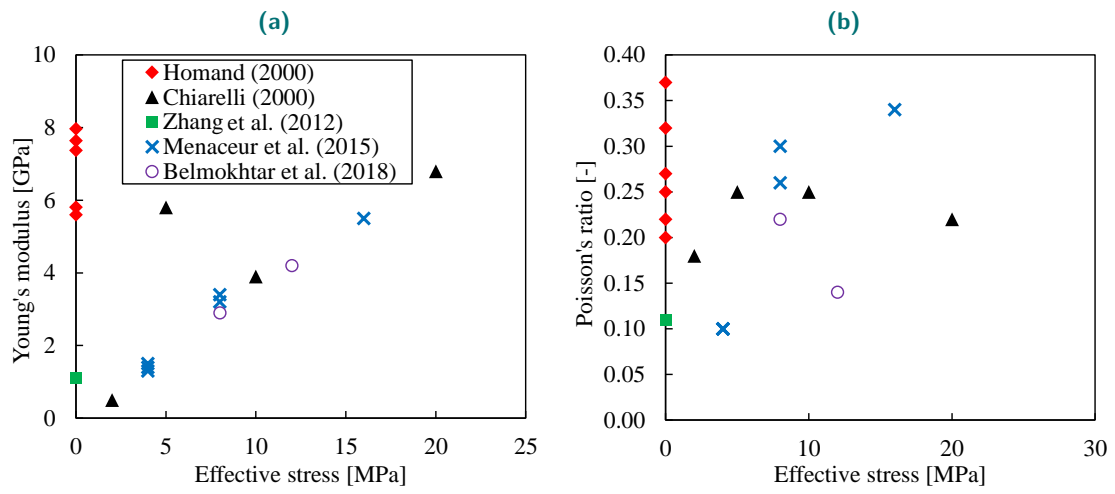 (a)
Young's modulus [GPa]
10
8
6
4
2
0
Homand (2000)
Chiarelli (2000)
Zhang et al. (2012)
Menaceur et al. (2015)
Belmokhtar et al. (2018)
0 5 10 15 20 25
Effective stress [MPa]
(b)
Poisson's ratio [-]
0.40
0.35
0.30
0.25
0.20
0.15
0.10
0.05
0.00
0 10 20 30
Effective stress [MPa]